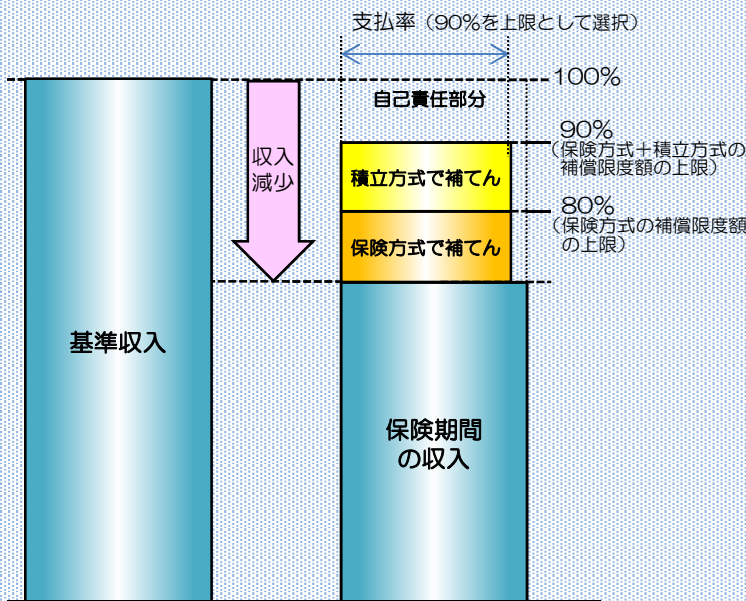 支払率（90%を上限として選択）
100%
自己責任部分
90%
（保険方式＋積立方式の
補償限度額の上限）
収入
減少
積立方式で補てん
80%
（保険方式の補償限度額
の上限）
保険方式で補てん
基準収入
保険期間
の収入